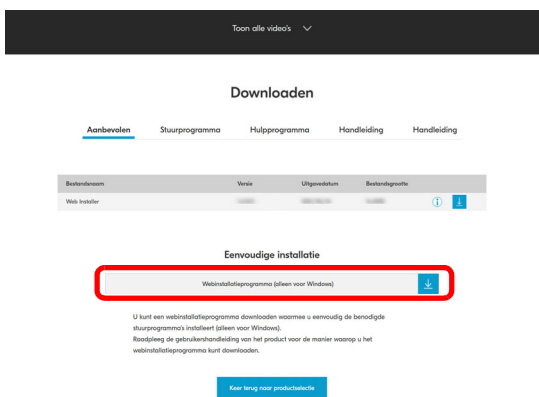 Toon alle video's
Downloaden
Aanbevolen Stuurprogramma Hulpprogramma Handleiding Handleiding
Bestandsnaam Versie Uitgavedatum Bestandsgrootte
Web Installer
Eenvoudige installatie
Webinstallatieprogramma (alleen voor Windows)
U kunt een webinstallatieprogramma downloaden waarmee u eenvoudig de benodigde
stuurprogramma's installeert (alleen voor Windows).
Raadpleeg de gebruikershandleiding van het product voor de manier waarop u het
webinstallatieprogramma kunt downloaden.
Keer terug naar productselectie